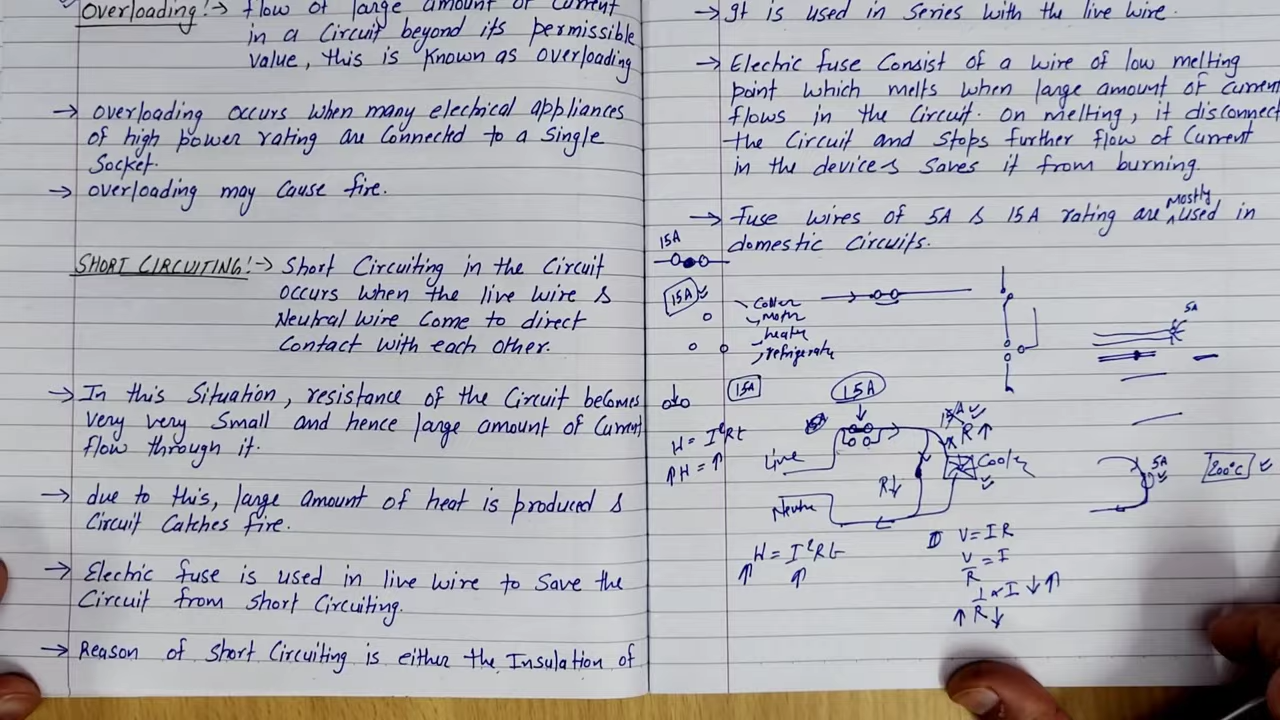 Overloading!→ flow of large amount of current
in a Circuit beyond its permissible
value, this is known as overloading
→ overloading occurs when many electrical appliances
of high power rating are Connected to a Single
Socket.
→ overloading may Cause fire.
SHORT CIRCUITING!→ Short Circuiting in the Circuit
occurs when the live wire &
Neutral wire Come to direct
Contact with each other.
→ In this Situation, resistance of the Circuit becomes
very very Small and hence large amount of Current
flow through it.
→ due to this, large amount of heat is produced &
Circuit Catches fire.
→ Electric fuse is used in live wire to Save the
Circuit from Short Circuiting.
→ Reason of Short Circuiting is either the Insulation of
→ It is used in Series with the live wire.
→ Electric fuse Consist of a wire of low melting
point which melts when large amount of current
flows in the Circuit. On melting, it disconnect
the Circuit and Stops further flow of Current
in the device & Saves it from burning.
→ Fuse wires of 5A & 15A rating are Mostly used in
domestic Circuits.
15A
15A
Cooler
Motor
heater
refrigerator
5A
15A
15A
15A
R↑
H = I²Rt
↑H = ↑
Live
Cooler
R↓
5A
200°C
Neutral
V = IR
H = I²Rt
V/R = I
1/R ∝ I ↓↑